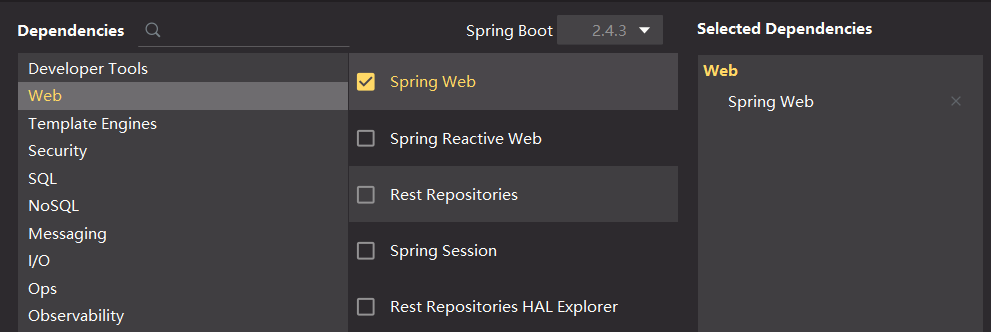 Dependencies
Spring Boot 2.4.3
Selected Dependencies
Developer Tools
Web
Template Engines
Security
SQL
NoSQL
Messaging
I/O
Ops
Observability
Spring Web
Spring Reactive Web
Rest Repositories
Spring Session
Rest Repositories HAL Explorer
Web
Spring Web